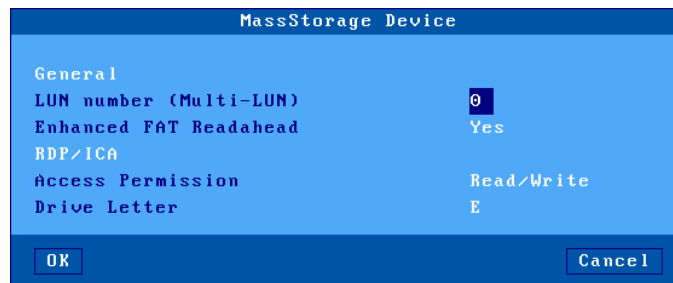 MassStorage Device
General
LUN number (Multi-LUN) 0
Enhanced FAT Readahead Yes
RDP/ICA
Access Permission Read/Write
Drive Letter E
OK Cancel